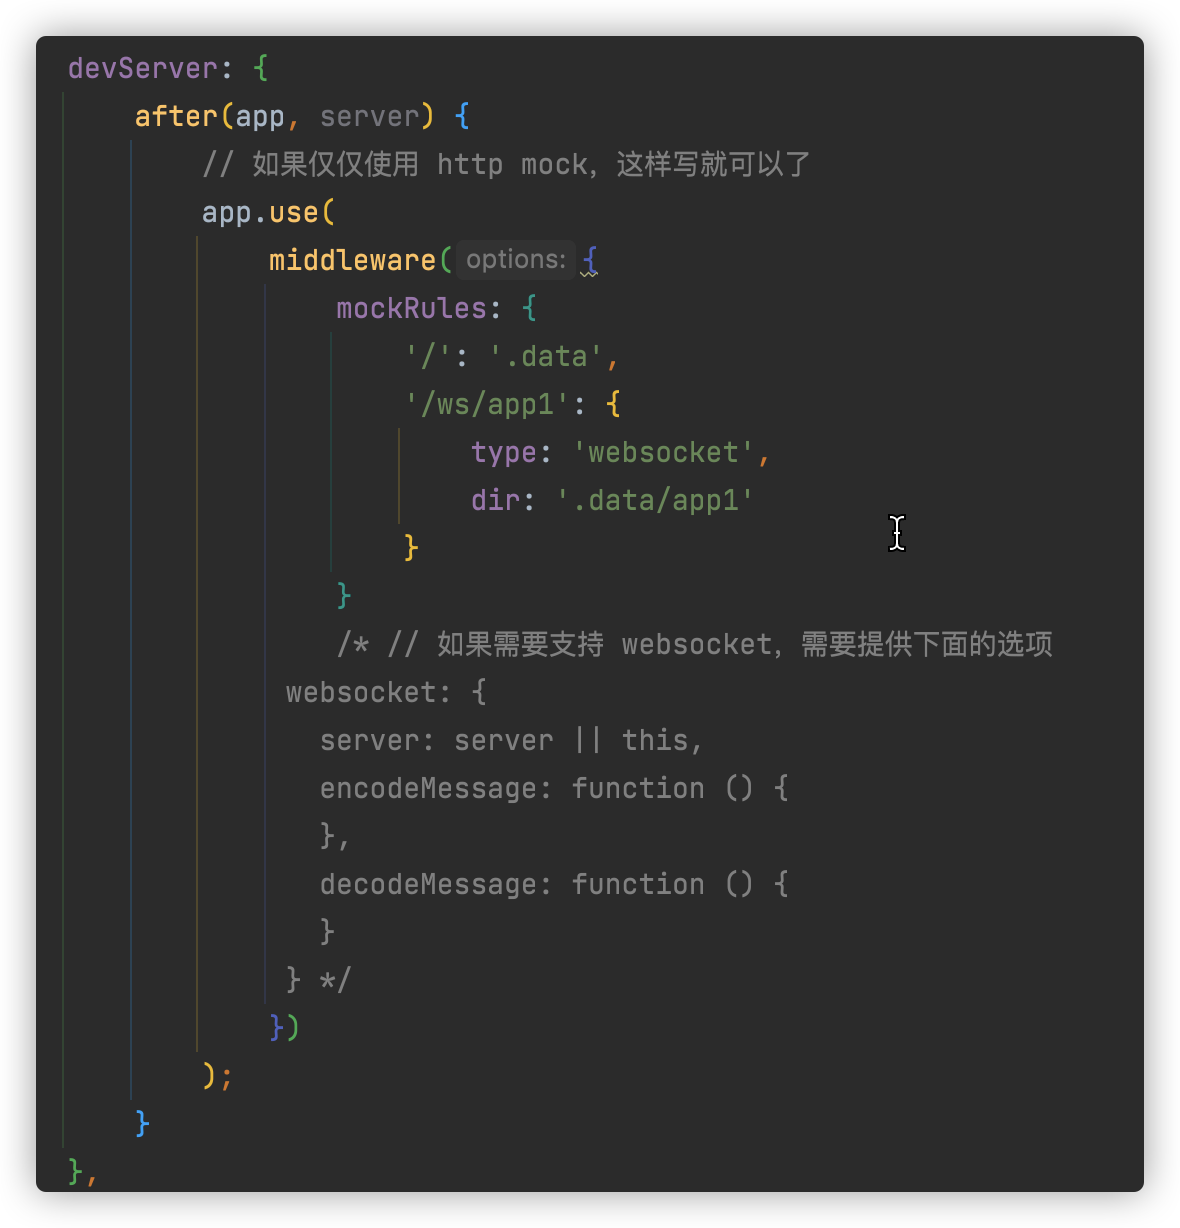 devServer: {
after(app, server) {
// 如果仅仅使用 http mock，这样写就可以了
app.use(
middleware( options: {
mockRules: {
'/': '.data',
'/ws/app1': {
type: 'websocket',
dir: '.data/app1'
}
}
/* // 如果需要支持 websocket，需要提供下面的选项
websocket: {
server: server || this,
encodeMessage: function () {
},
decodeMessage: function () {
}
} */
})
);
}
},